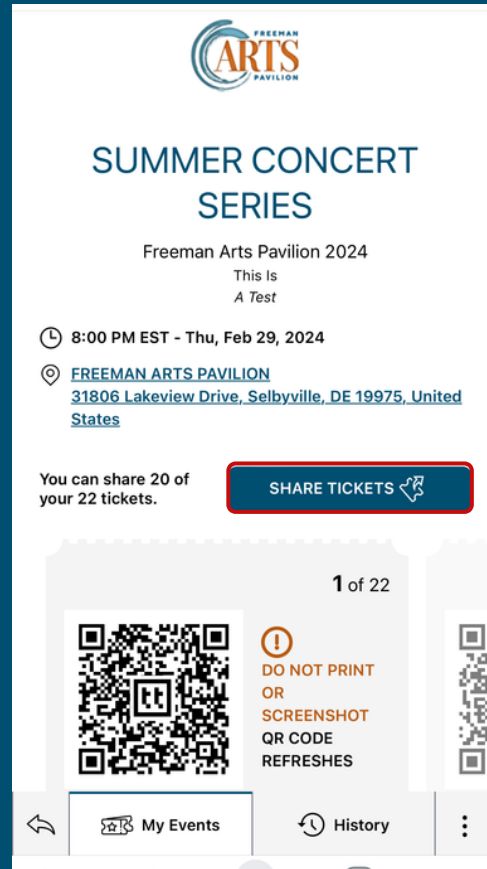 FREEMAN
ARTS
PAVILION
SUMMER CONCERT
SERIES
Freeman Arts Pavilion 2024
This Is
A Test
8:00 PM EST - Thu, Feb 29, 2024
FREEMAN ARTS PAVILION
31806 Lakeview Drive, Selbyville, DE 19975, United
States
You can share 20 of
your 22 tickets.
SHARE TICKETS
1 of 22
tt
DO NOT PRINT
OR
SCREENSHOT
QR CODE
REFRESHES
My Events
History